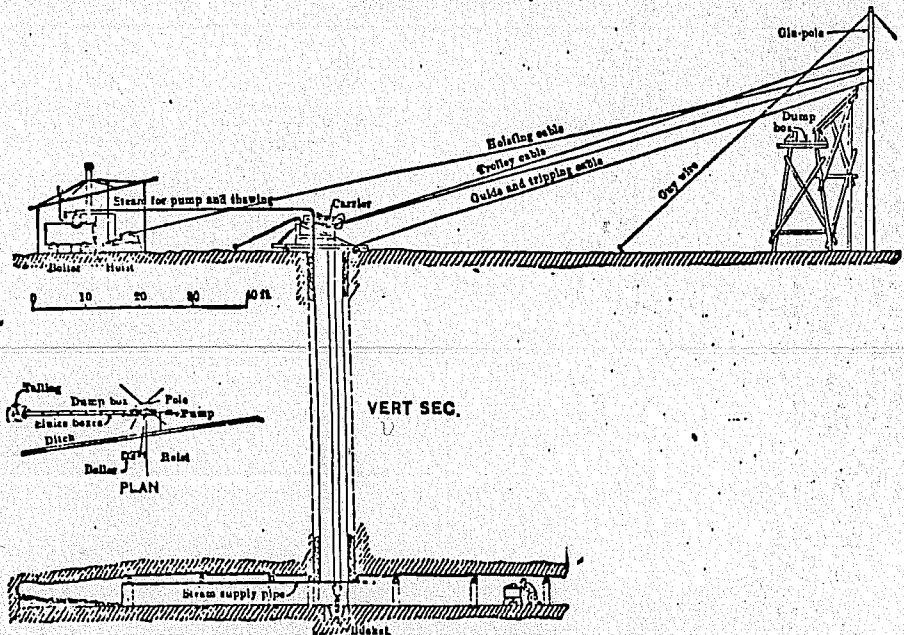 Gin-pole
Hoisting cable
Dump
box
Trolley cable
Guide and tripping cable
Guy wire
Steam for pump and thawing
Carrier
Boiler Hoist
0 10 20 30 40 ft.
Tailing
Dump box
Pole
Pump
Sluice boxes
Ditch
Boiler
Hoist
PLAN
VERT SEC.
Steam supply pipe
Bucket